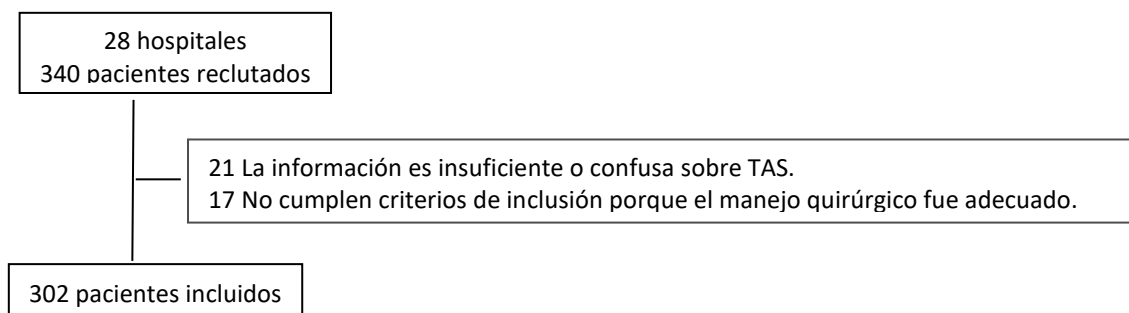 28 hospitales
340 pacientes reclutados
21 La información es insuficiente o confusa sobre TAS.
17 No cumplen criterios de inclusión porque el manejo quirúrgico fue adecuado.
302 pacientes incluidos